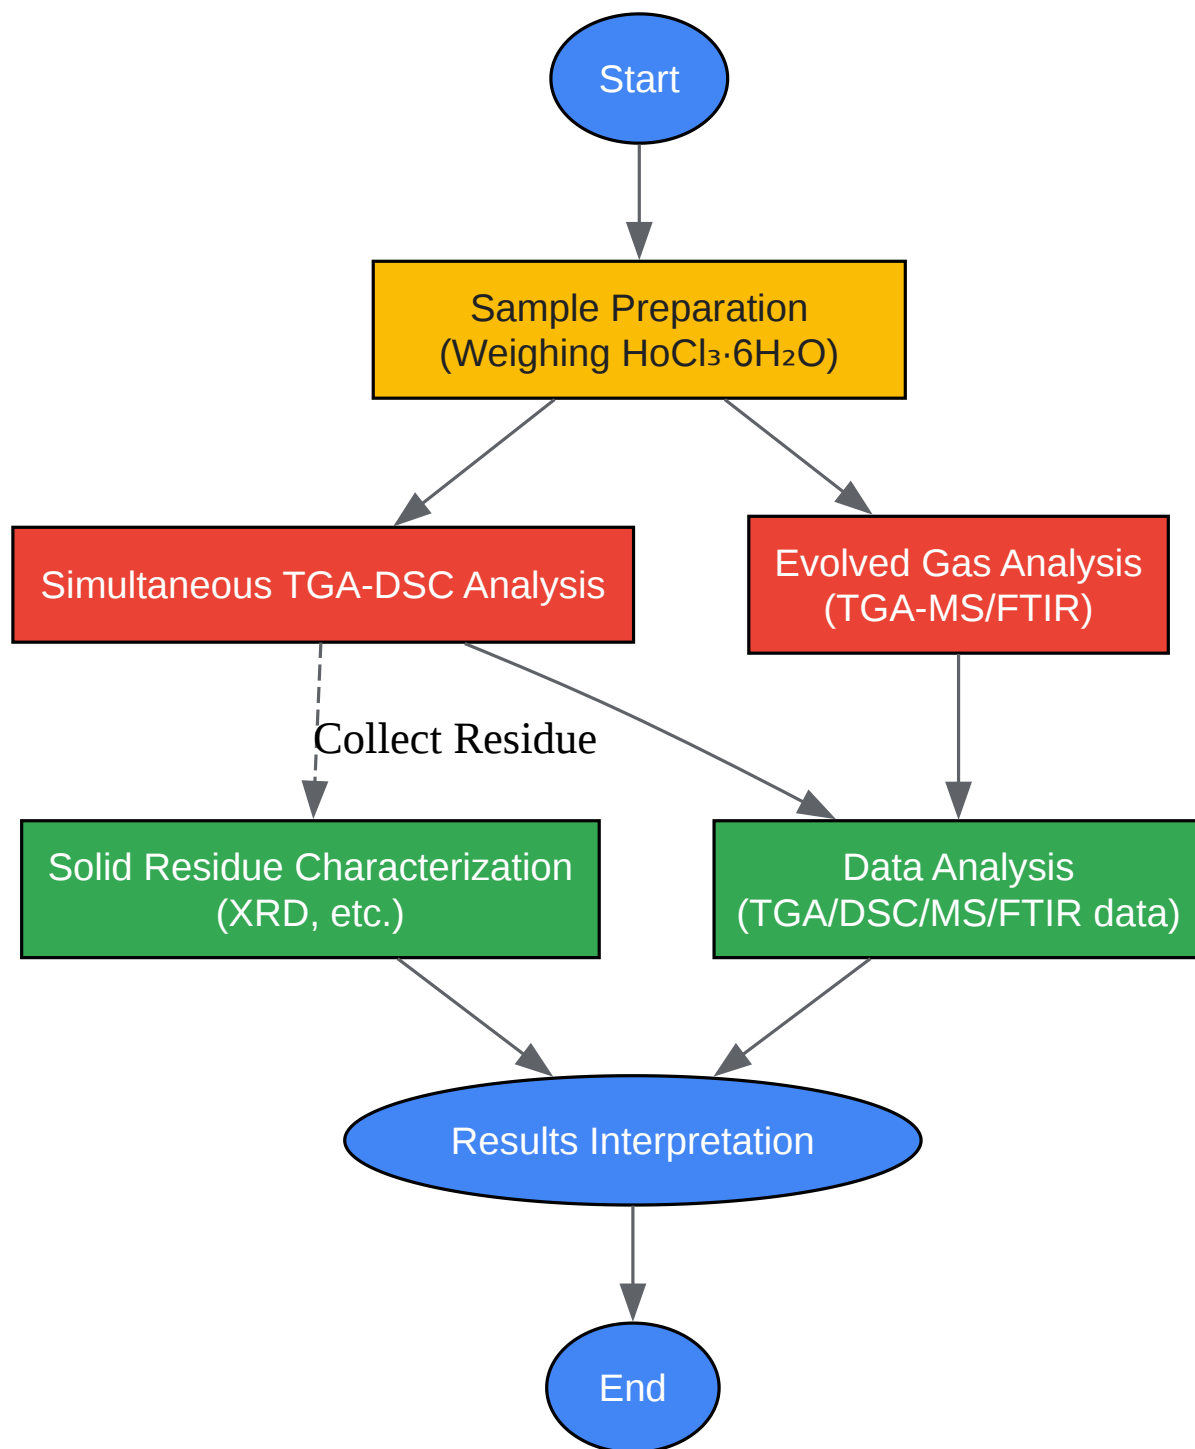 Start
Sample Preparation
(Weighing HoCl₃·6H₂O)
Simultaneous TGA-DSC Analysis
Evolved Gas Analysis
(TGA-MS/FTIR)
Collect Residue
Solid Residue Characterization
(XRD, etc.)
Data Analysis
(TGA/DSC/MS/FTIR data)
Results Interpretation
End